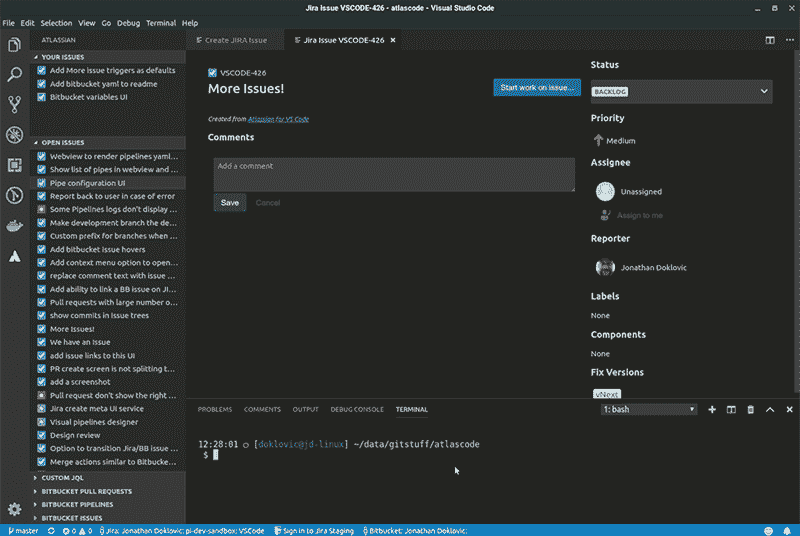 Jira Issue VSCODE-426 - atlascode - Visual Studio Code
File Edit Selection View Go Debug Terminal Help
ATLASSIAN
YOUR ISSUES
Add More Issue triggers as defaults
Add bitbucket yaml to readme
Bitbucket variables UI
OPEN ISSUES
Webview to render pipelines yaml...
Show list of pipes in webview and ...
Pipe configuration UI
Report back to user in case of error
Some Pipelines logs don't display ...
Make development branch the de...
Custom prefix for branches when ...
Add bitbucket issue hovers
Add context menu option to open...
replace comment text with issue ...
Add ability to link a BB issue on JI...
Pull requests with large number o...
show commits in Issue trees
More Issues!
We have an Issue
add issue links to this UI
PR create screen is not splitting t...
add a screenshot
Pull request don't show the right ...
Jira create meta UI service
Visual pipelines designer
Design review
Option to transition Jira/BB issue ...
Merge actions similar to Bitbucke...
CUSTOM JQL
BITBUCKET PULL REQUESTS
BITBUCKET PIPELINES
BITBUCKET ISSUES
Create JIRA Issue
Jira Issue VSCODE-426
VSCODE-426
More Issues!
Start work on issue...
Created from Atlassian for VS Code
Comments
Add a comment
Save Cancel
Status
BACKLOG
Priority
Medium
Assignee
Unassigned
Assign to me
Reporter
Jonathan Doklovic
Labels
None
Components
None
Fix Versions
vNext
PROBLEMS COMMENTS OUTPUT DEBUG CONSOLE TERMINAL
1: bash
12:28:01 ○ [doklovic@jd-linux] ~/data/gitstuff/atlascode
$
master 0 0 Jira: Jonathan Doklovic: pi-dev-sandbox; VSCode Sign in to Jira Staging Bitbucket: Jonathan Doklovic: